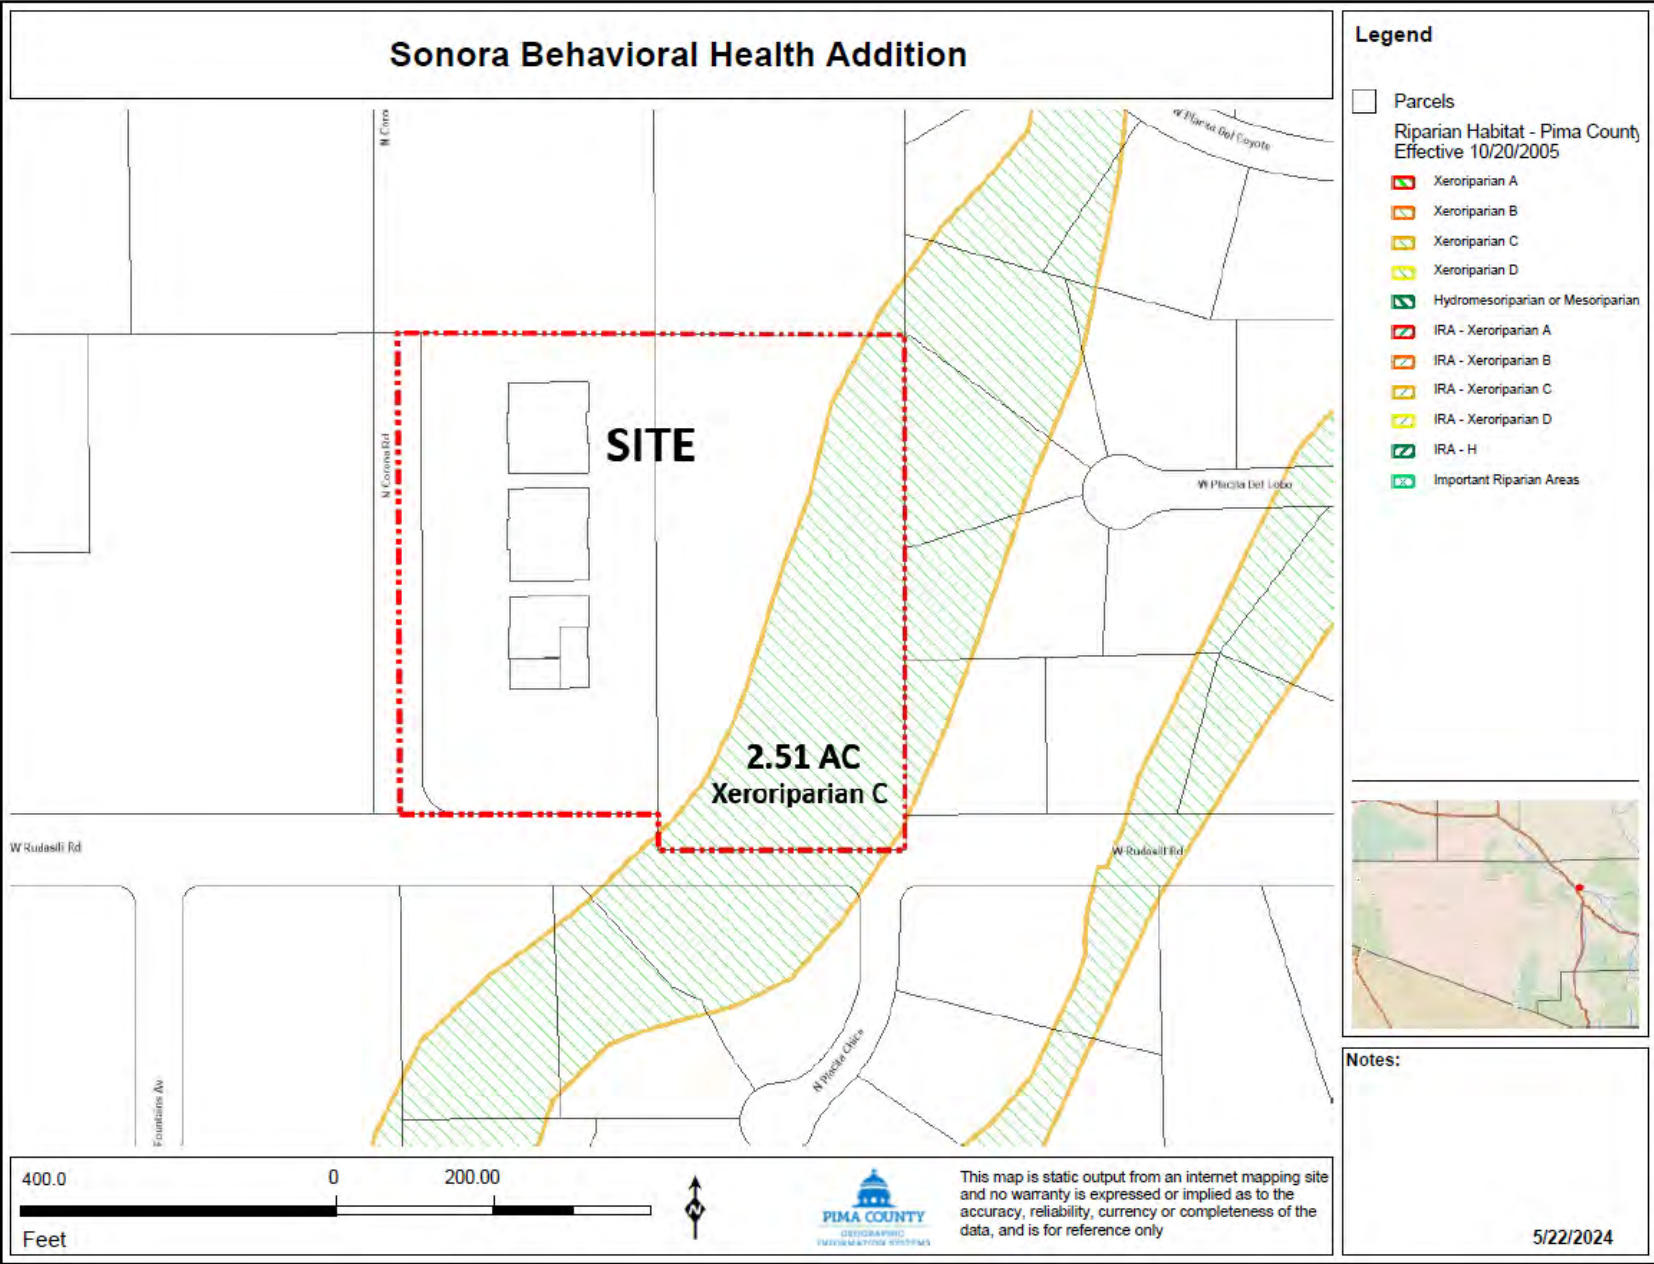 Sonora Behavioral Health Addition
Legend
Parcels
Riparian Habitat - Pima County
Effective 10/20/2005
Xeroriparian A
Xeroriparian B
Xeroriparian C
Xeroriparian D
Hydromesoriparian or Mesoriparian
IRA - Xeroriparian A
IRA - Xeroriparian B
IRA - Xeroriparian C
IRA - Xeroriparian D
IRA - H
Important Riparian Areas
N Coro
W Placita Del Coyote
N Corona Rd
SITE
W Placita Del Lobo
2.51 AC
Xeroriparian C
W Rudasill Rd
W Rudasill Rd
N Placita Chica
Fountains Av
Notes:
5/22/2024
400.0
0
200.00
Feet
N
PIMA COUNTY
GEOGRAPHIC
INFORMATION SYSTEMS
This map is static output from an internet mapping site
and no warranty is expressed or implied as to the
accuracy, reliability, currency or completeness of the
data, and is for reference only